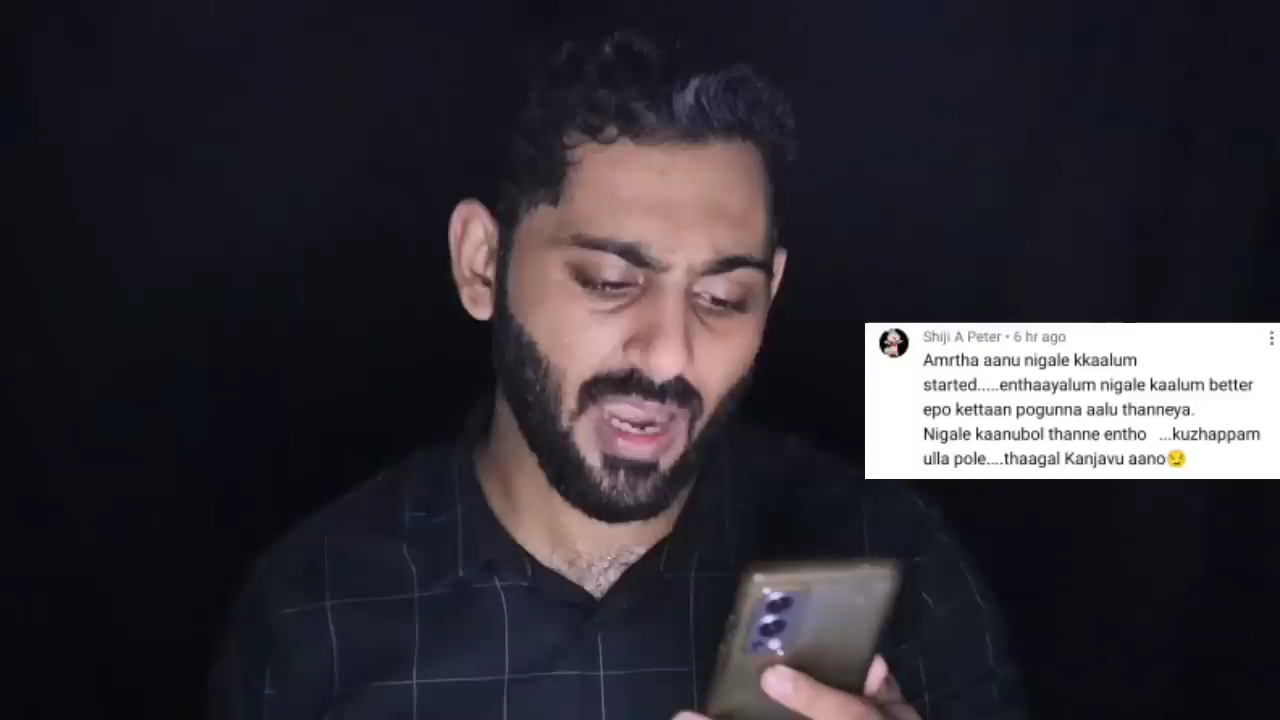 Shiji A Peter • 6 hr ago
Amrtha aanu nigale kkaalum
started.....enthaayalum nigale kaalum better
epo kettaan pogunna aalu thanneya.
Nigale kaanubol thanne entho ...kuzhappam
ulla pole....thaagal Kanjavu aano😏